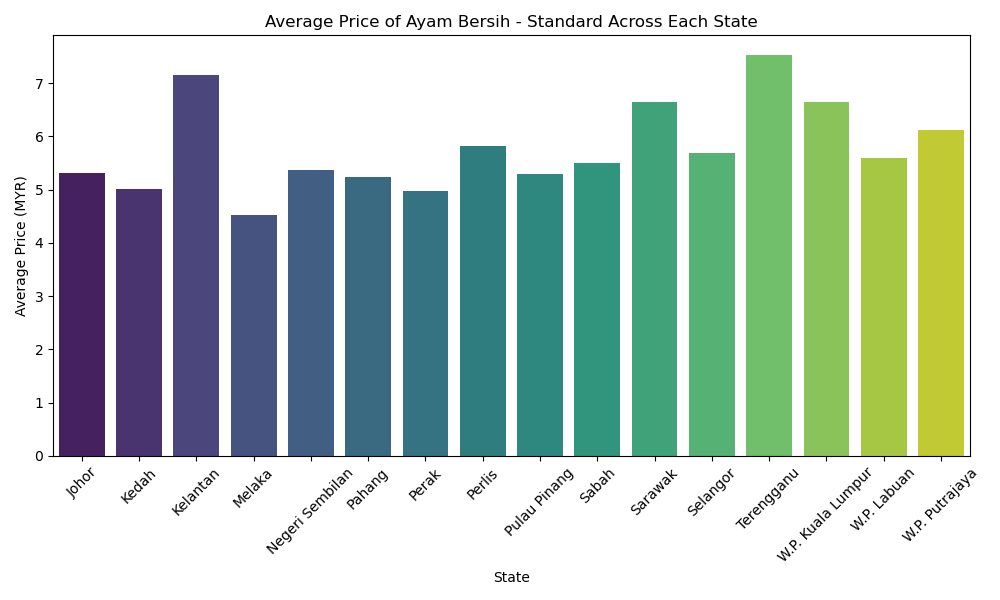 Average Price of Ayam Bersih - Standard Across Each State
Average Price (MYR)
7
6
5
4
3
2
1
0
Johor
Kedah
Kelantan
Melaka
Negeri Sembilan
Pahang
Perak
Perlis
Pulau Pinang
Sabah
Sarawak
Selangor
Terengganu
W.P. Kuala Lumpur
W.P. Labuan
W.P. Putrajaya
State